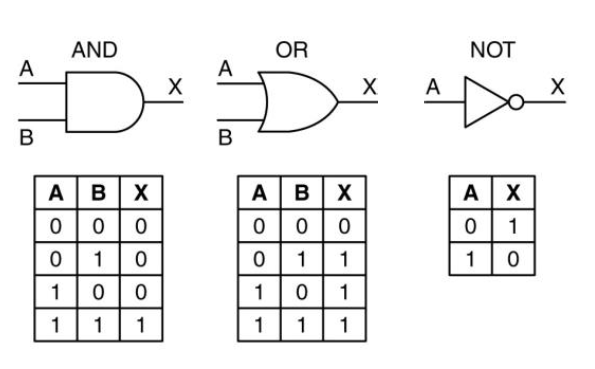 AND
A
X
B
A B X
0 0 0
0 1 0
1 0 0
1 1 1
OR
A
X
B
A B X
0 0 0
0 1 1
1 0 1
1 1 1
NOT
A X
A X
0 1
1 0